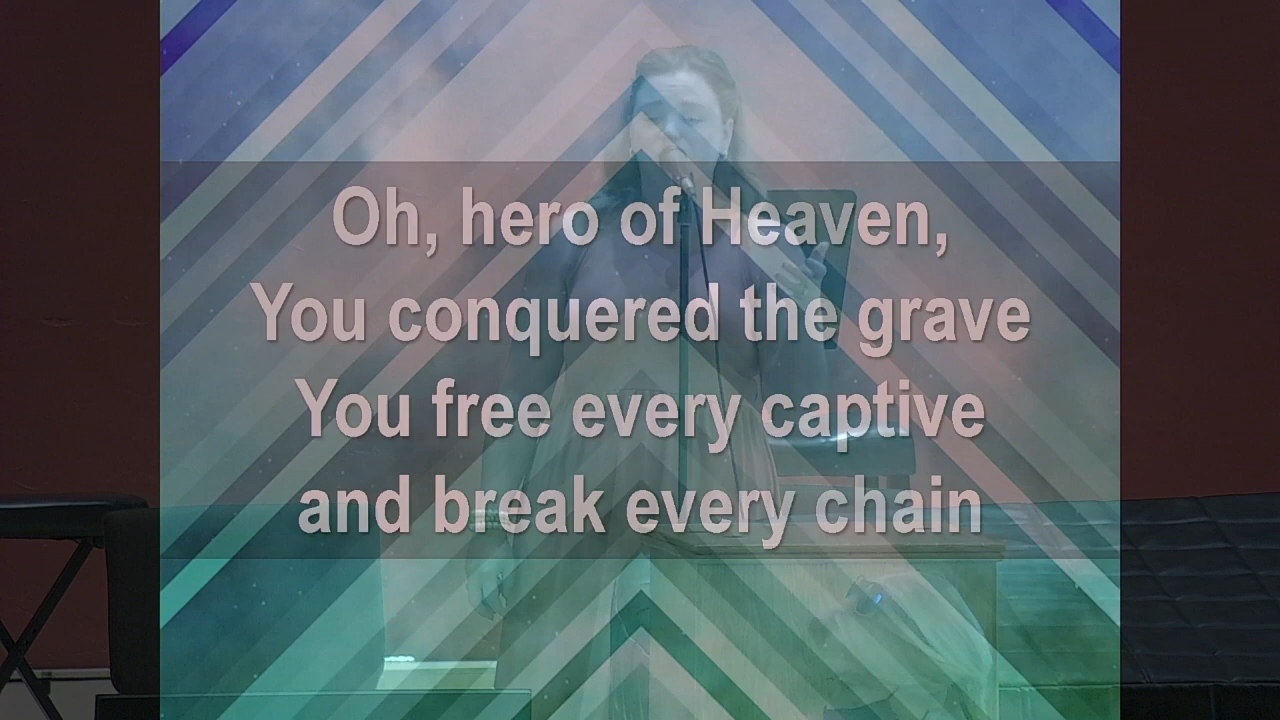 Oh, hero of Heaven,
You conquered the grave
You free every captive
and break every chain